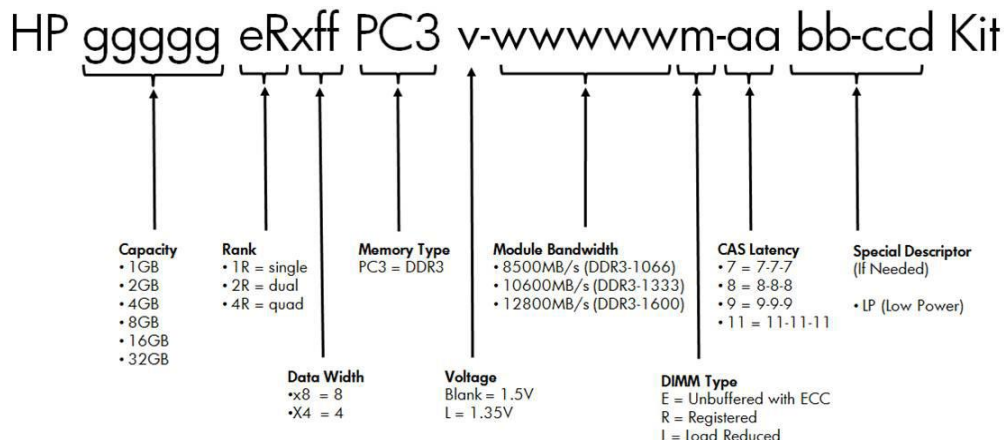 HP ggggg eRxff PC3 v-wwwwwm-aa bb-ccd Kit
Capacity
• 1GB
• 2GB
• 4GB
• 8GB
• 16GB
• 32GB
Rank
• 1R = single
• 2R = dual
• 4R = quad
Memory Type
PC3 = DDR3
Module Bandwidth
• 8500MB/s (DDR3-1066)
• 10600MB/s (DDR3-1333)
• 12800MB/s (DDR3-1600)
CAS Latency
• 7 = 7-7-7
• 8 = 8-8-8
• 9 = 9-9-9
• 11 = 11-11-11
Special Descriptor
(If Needed)
• LP (Low Power)
Data Width
•x8 = 8
•X4 = 4
Voltage
Blank = 1.5V
L = 1.35V
DIMM Type
E = Unbuffered with ECC
R = Registered
L = Load Reduced